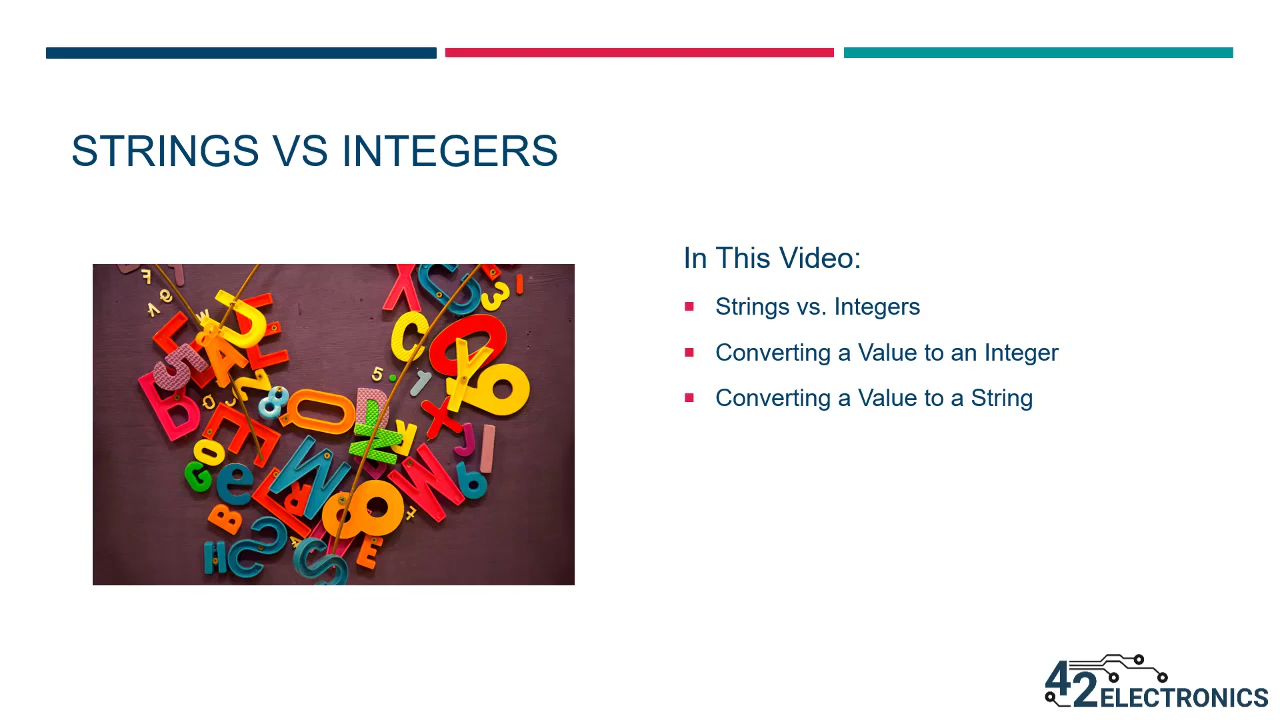 STRINGS VS INTEGERS
In This Video:
Strings vs. Integers
Converting a Value to an Integer
Converting a Value to a String
42 ELECTRONICS